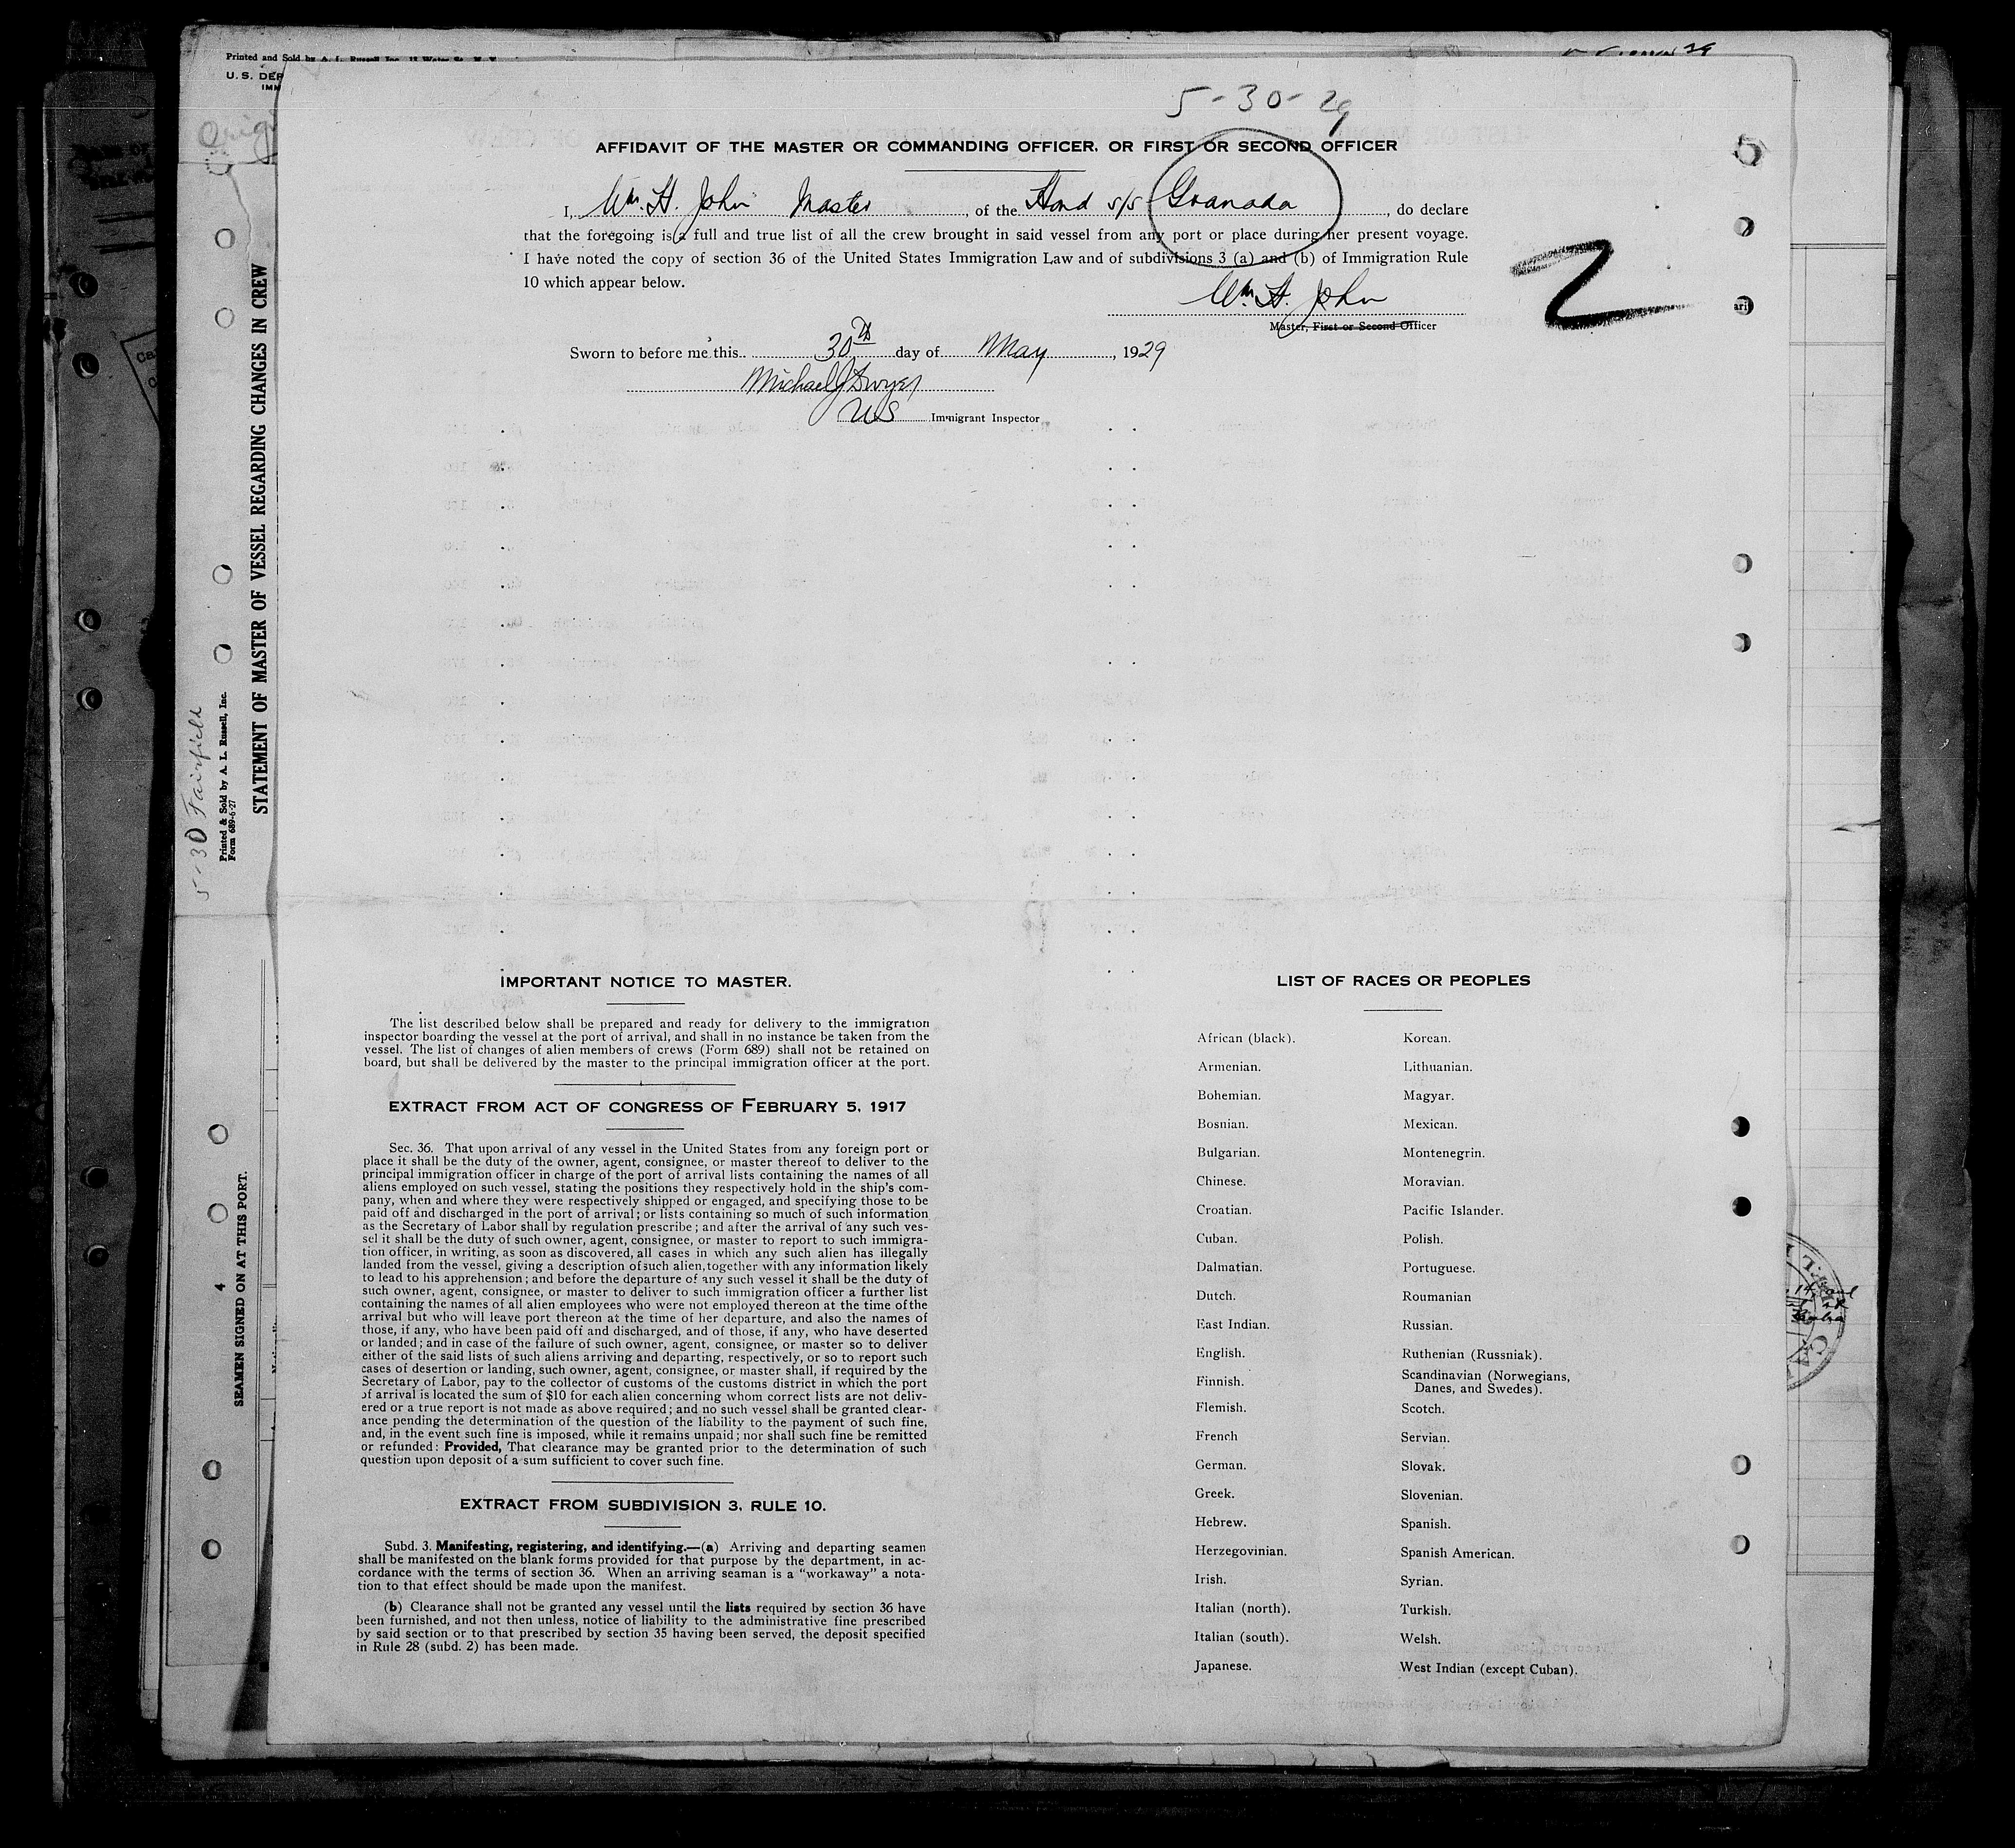 Printed and Sold by A. L. Russell, Inc.
U. S. DEP
IMM
Orig
5-30-29
AFFIDAVIT OF THE MASTER OR COMMANDING OFFICER, OR FIRST OR SECOND OFFICER
I, Wm. H. John Master, of the Hond s/s Granada, do declare
that the foregoing is a full and true list of all the crew brought in said vessel from any port or place during her present voyage.
I have noted the copy of section 36 of the United States Immigration Law and of subdivisions 3 (a) and (b) of Immigration Rule
10 which appear below.
Wm. H. John
Master, First or Second Officer
2
Sworn to before me this 30th day of May, 1929
Michael J Dwyer
US Immigrant Inspector
STATEMENT OF MASTER OF VESSEL REGARDING CHANGES IN CREW
Printed & Sold by A. L. Russell, Inc.
Form 689-6-27
5-30 Fairfield
4
SEAMEN SIGNED ON AT THIS PORT.
IMPORTANT NOTICE TO MASTER.
The list described below shall be prepared and ready for delivery to the immigration
inspector boarding the vessel at the port of arrival, and shall in no instance be taken from the
vessel. The list of changes of alien members of crews (Form 689) shall not be retained on
board, but shall be delivered by the master to the principal immigration officer at the port.
EXTRACT FROM ACT OF CONGRESS OF FEBRUARY 5, 1917
Sec. 36. That upon arrival of any vessel in the United States from any foreign port or
place it shall be the duty of the owner, agent, consignee, or master thereof to deliver to the
principal immigration officer in charge of the port of arrival lists containing the names of all
aliens employed on such vessel, stating the positions they respectively hold in the ship's com-
pany, when and where they were respectively shipped or engaged, and specifying those to be
paid off and discharged in the port of arrival; or lists containing so much of such information
as the Secretary of Labor shall by regulation prescribe; and after the arrival of any such ves-
sel it shall be the duty of such owner, agent, consignee, or master to report to such immigra-
tion officer, in writing, as soon as discovered, all cases in which any such alien has illegally
landed from the vessel, giving a description of such alien, together with any information likely
to lead to his apprehension; and before the departure of any such vessel it shall be the duty of
such owner, agent, consignee, or master to deliver to such immigration officer a further list
containing the names of all alien employees who were not employed thereon at the time of the
arrival but who will leave port thereon at the time of her departure, and also the names of
those, if any, who have been paid off and discharged, and of those, if any, who have deserted
or landed; and in case of the failure of such owner, agent, consignee, or master so to deliver
either of the said lists of such aliens arriving and departing, respectively, or so to report such
cases of desertion or landing, such owner, agent, consignee, or master shall, if required by the
Secretary of Labor, pay to the collector of customs of the customs district in which the port
of arrival is located the sum of $10 for each alien concerning whom correct lists are not deliv-
ered or a true report is not made as above required; and no such vessel shall be granted clear-
ance pending the determination of the question of the liability to the payment of such fine,
and, in the event such fine is imposed, while it remains unpaid; nor shall such fine be remitted
or refunded: Provided, That clearance may be granted prior to the determination of such
question upon deposit of a sum sufficient to cover such fine.
EXTRACT FROM SUBDIVISION 3, RULE 10.
Subd. 3. Manifesting, registering, and identifying.—(a) Arriving and departing seamen
shall be manifested on the blank forms provided for that purpose by the department, in ac-
cordance with the terms of section 36. When an arriving seaman is a "workaway" a nota-
tion to that effect should be made upon the manifest.
(b) Clearance shall not be granted any vessel until the lists required by section 36 have
been furnished, and not then unless, notice of liability to the administrative fine prescribed
by said section or to that prescribed by section 35 having been served, the deposit specified
in Rule 28 (subd. 2) has been made.
LIST OF RACES OR PEOPLES
African (black). Korean.
Armenian. Lithuanian.
Bohemian. Magyar.
Bosnian. Mexican.
Bulgarian. Montenegrin.
Chinese. Moravian.
Croatian. Pacific Islander.
Cuban. Polish.
Dalmatian. Portuguese.
Dutch. Roumanian
East Indian. Russian.
English. Ruthenian (Russniak).
Finnish. Scandinavian (Norwegians,
Danes, and Swedes).
Flemish. Scotch.
French Servian.
German. Slovak.
Greek. Slovenian.
Hebrew. Spanish.
Herzegovinian. Spanish American.
Irish. Syrian.
Italian (north). Turkish.
Italian (south). Welsh.
Japanese. West Indian (except Cuban).